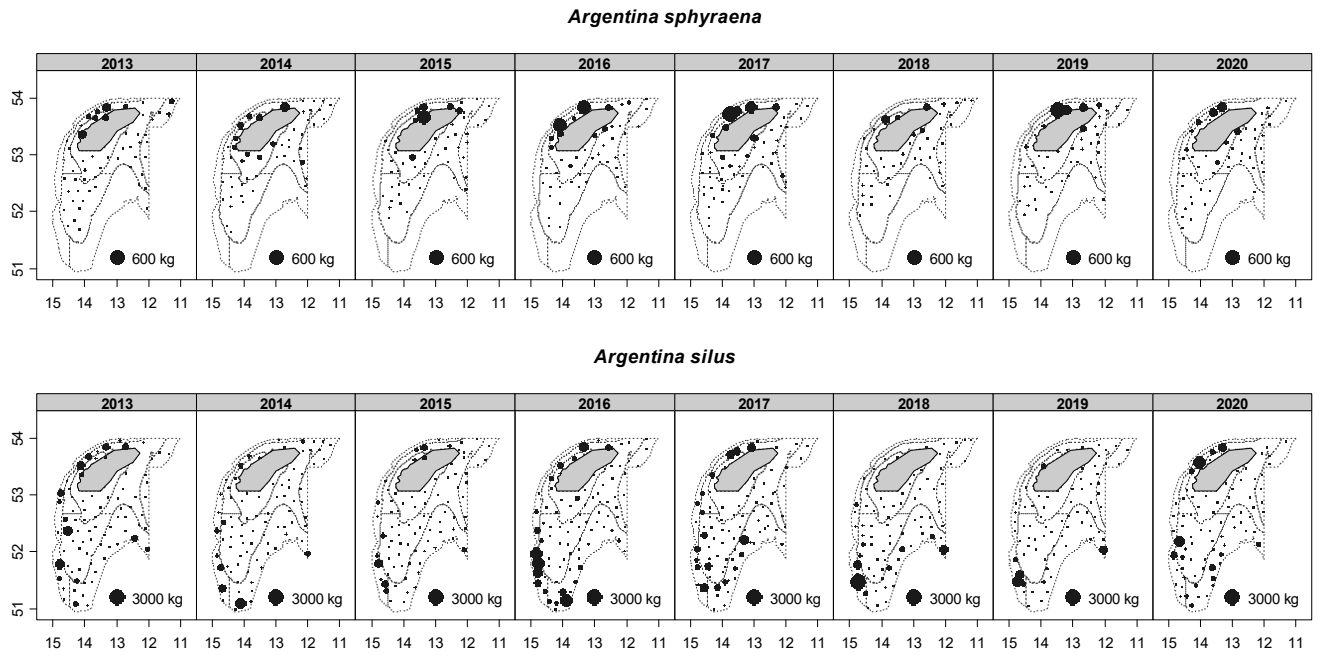 Argentina sphyraena
2013 2014 2015 2016 2017 2018 2019 2020
54
53
52
51
600 kg 600 kg 600 kg 600 kg 600 kg 600 kg 600 kg 600 kg
15 14 13 12 11 15 14 13 12 11 15 14 13 12 11 15 14 13 12 11 15 14 13 12 11 15 14 13 12 11 15 14 13 12 11 15 14 13 12 11
Argentina silus
2013 2014 2015 2016 2017 2018 2019 2020
54
53
52
51
3000 kg 3000 kg 3000 kg 3000 kg 3000 kg 3000 kg 3000 kg 3000 kg
15 14 13 12 11 15 14 13 12 11 15 14 13 12 11 15 14 13 12 11 15 14 13 12 11 15 14 13 12 11 15 14 13 12 11 15 14 13 12 11